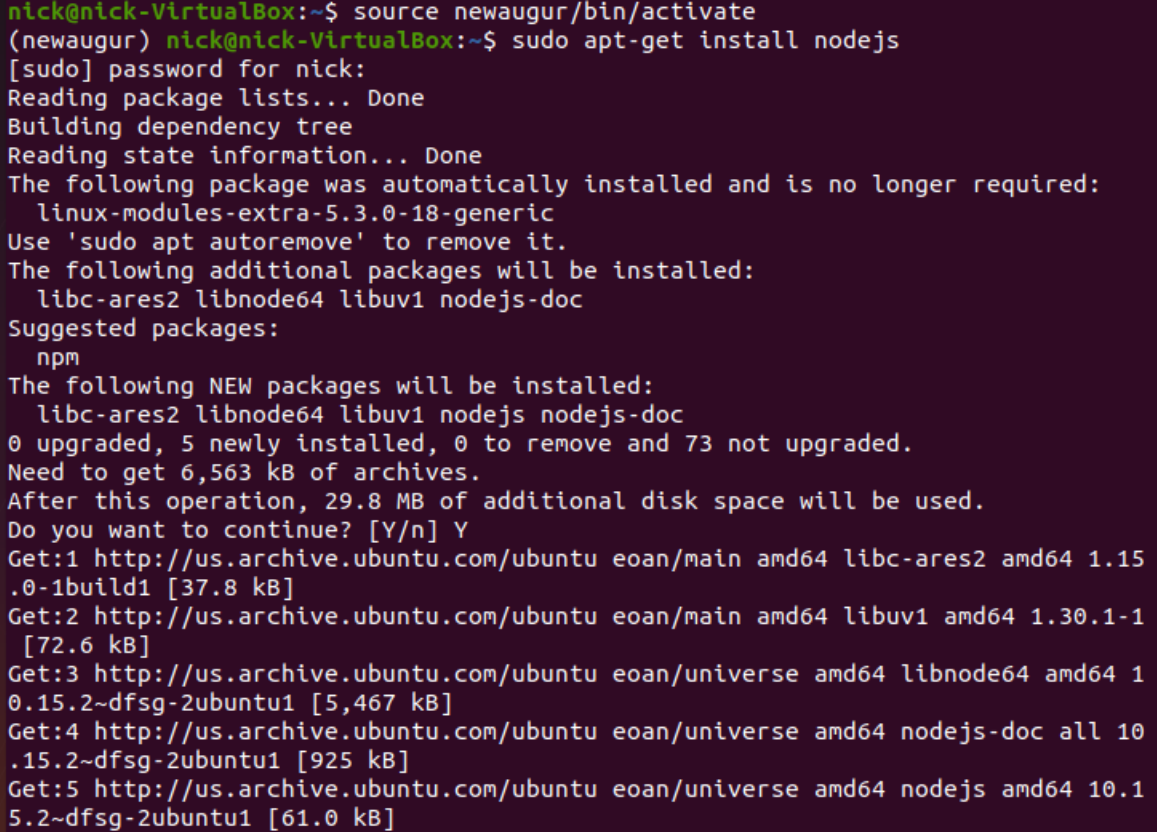 nick@nick-VirtualBox:~$ source newaugur/bin/activate
(newaugur) nick@nick-VirtualBox:~$ sudo apt-get install nodejs
[sudo] password for nick:
Reading package lists... Done
Building dependency tree
Reading state information... Done
The following package was automatically installed and is no longer required:
  linux-modules-extra-5.3.0-18-generic
Use 'sudo apt autoremove' to remove it.
The following additional packages will be installed:
  libc-ares2 libnode64 libuv1 nodejs-doc
Suggested packages:
  npm
The following NEW packages will be installed:
  libc-ares2 libnode64 libuv1 nodejs nodejs-doc
0 upgraded, 5 newly installed, 0 to remove and 73 not upgraded.
Need to get 6,563 kB of archives.
After this operation, 29.8 MB of additional disk space will be used.
Do you want to continue? [Y/n] Y
Get:1 http://us.archive.ubuntu.com/ubuntu eoan/main amd64 libc-ares2 amd64 1.15
.0-1build1 [37.8 kB]
Get:2 http://us.archive.ubuntu.com/ubuntu eoan/main amd64 libuv1 amd64 1.30.1-1
 [72.6 kB]
Get:3 http://us.archive.ubuntu.com/ubuntu eoan/universe amd64 libnode64 amd64 1
0.15.2~dfsg-2ubuntu1 [5,467 kB]
Get:4 http://us.archive.ubuntu.com/ubuntu eoan/universe amd64 nodejs-doc all 10
.15.2~dfsg-2ubuntu1 [925 kB]
Get:5 http://us.archive.ubuntu.com/ubuntu eoan/universe amd64 nodejs amd64 10.1
5.2~dfsg-2ubuntu1 [61.0 kB]